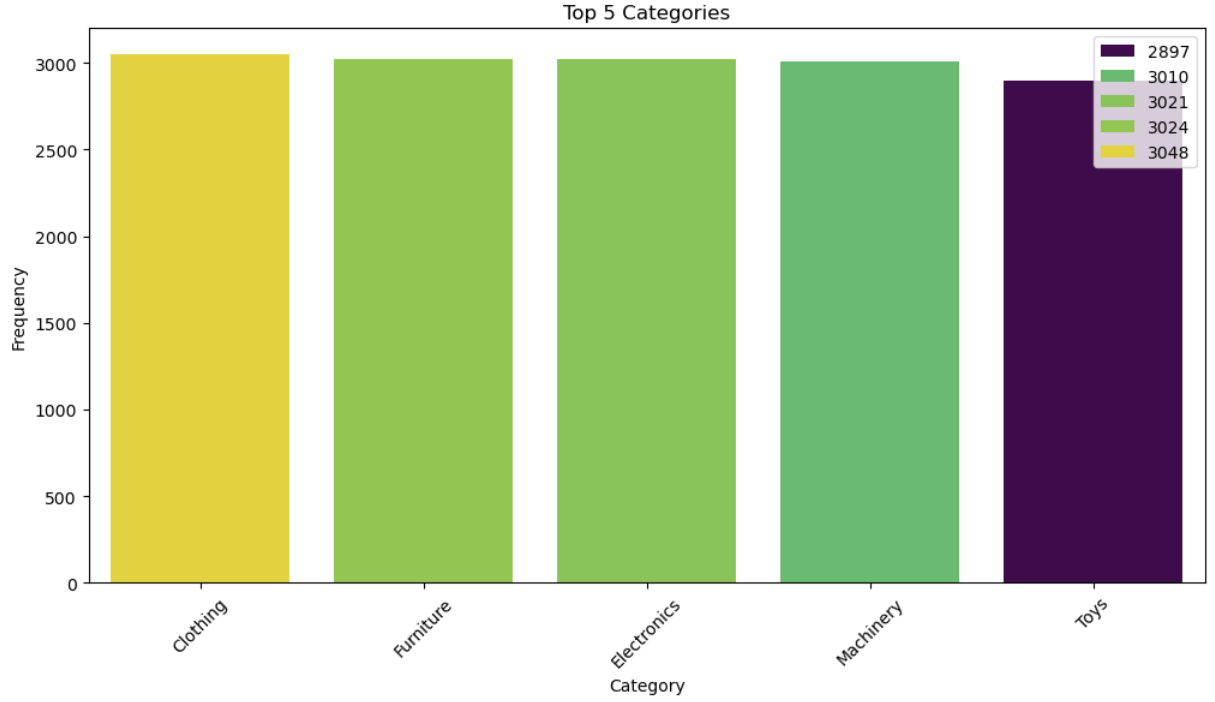 Top 5 Categories
2897
3010
3021
3024
3048
Frequency
3000
2500
2000
1500
1000
500
0
Clothing
Furniture
Electronics
Machinery
Toys
Category